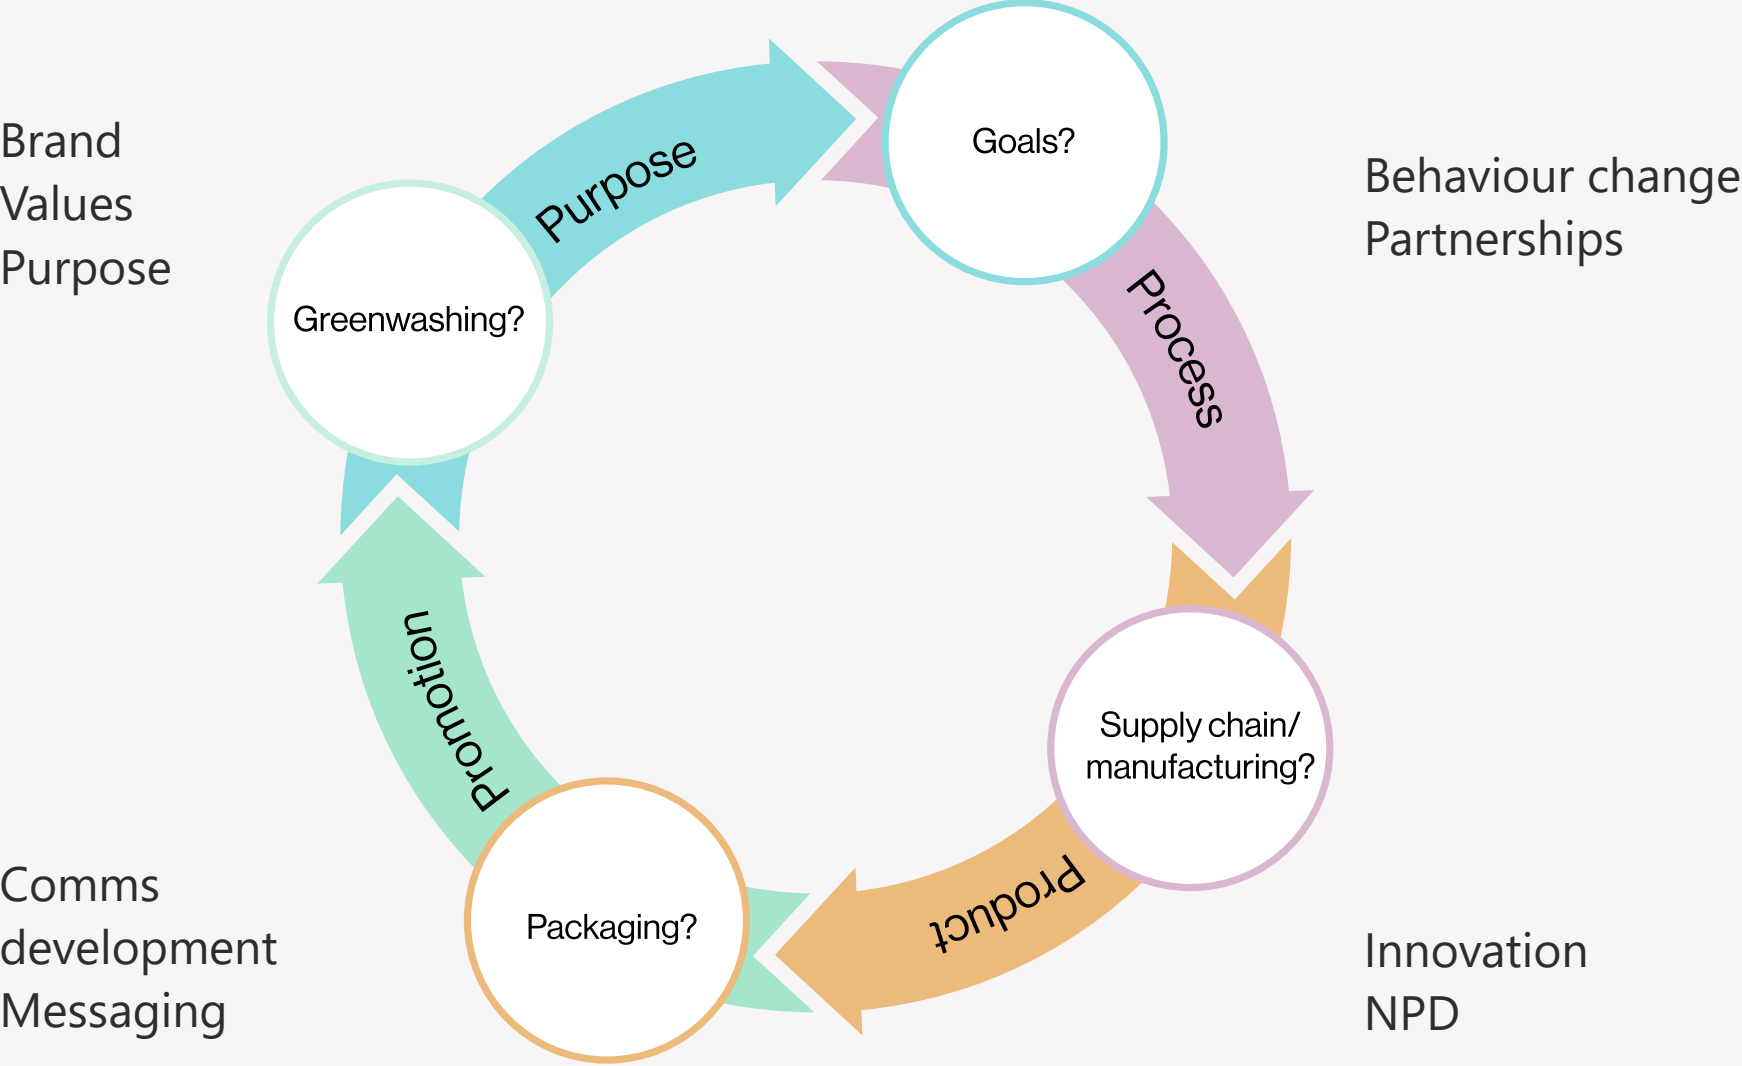 Brand
Values
Purpose
Greenwashing?
Purpose
Goals?
Behaviour change
Partnerships
Process
Supply chain/
manufacturing?
Product
Innovation
NPD
Packaging?
Promotion
Comms
development
Messaging